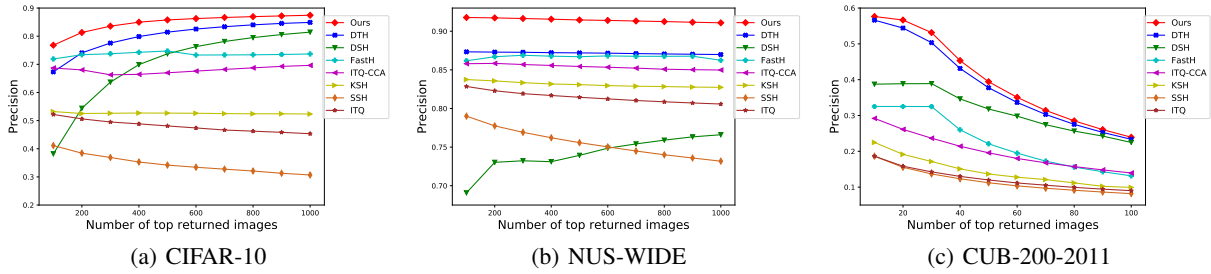 Precision
0.9
0.8
0.7
0.6
0.5
0.4
0.3
0.2
200
400
600
800
1000
Number of top returned images
Ours
DTH
DSH
FastH
ITQ-CCA
KSH
SSH
ITQ
(a) CIFAR-10
Precision
0.90
0.85
0.80
0.75
0.70
200
400
600
800
1000
Number of top returned images
Ours
DTH
DSH
FastH
ITQ-CCA
KSH
SSH
ITQ
(b) NUS-WIDE
Precision
0.6
0.5
0.4
0.3
0.2
0.1
20
40
60
80
100
Number of top returned images
Ours
DTH
DSH
FastH
ITQ-CCA
KSH
SSH
ITQ
(c) CUB-200-2011